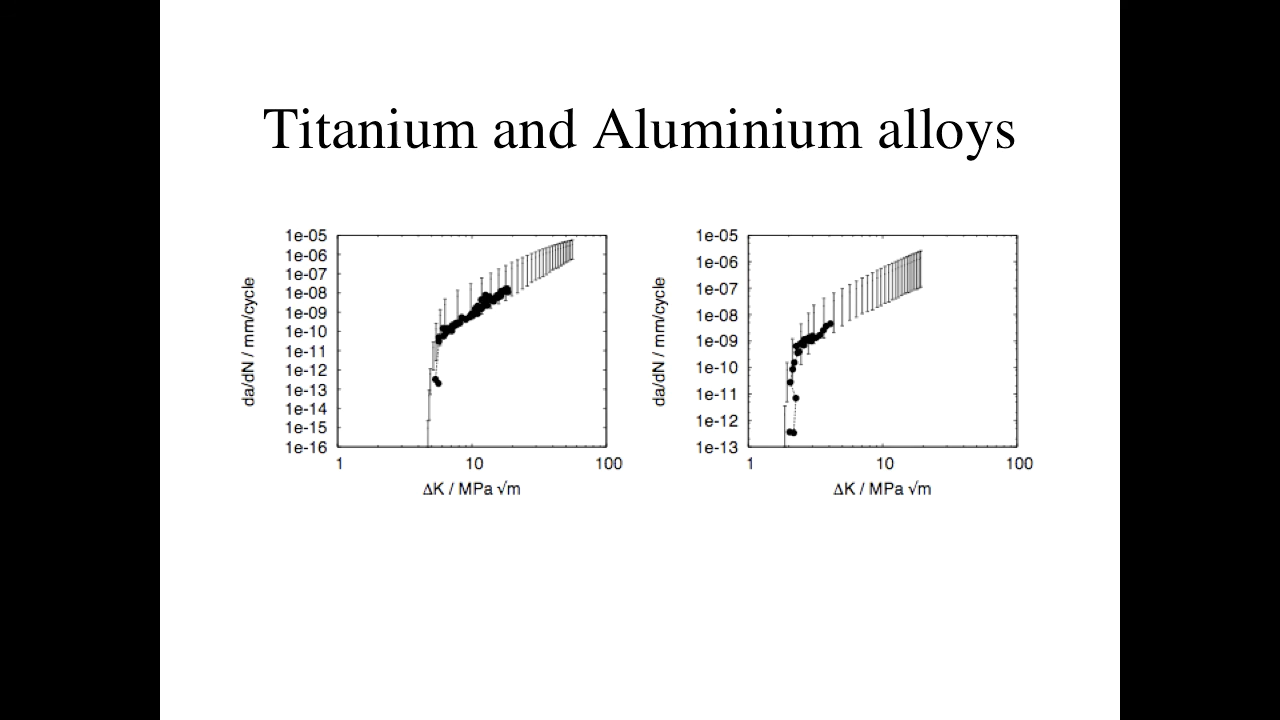 Titanium and Aluminium alloys
1e-05
1e-06
1e-07
1e-08
1e-09
1e-10
1e-11
1e-12
1e-13
1e-14
1e-15
1e-16
da/dN / mm/cycle
1 10 100
ΔK / MPa √m
1e-05
1e-06
1e-07
1e-08
1e-09
1e-10
1e-11
1e-12
1e-13
da/dN / mm/cycle
1 10 100
ΔK / MPa √m